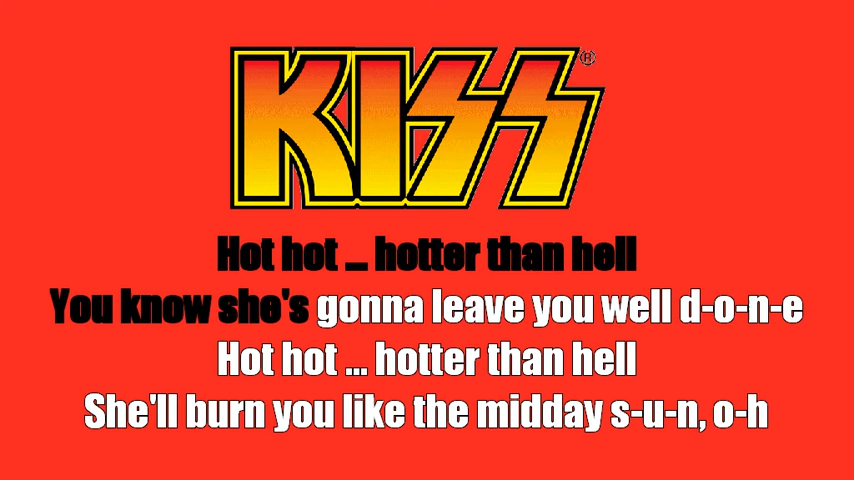 KISS®
Hot hot ... hotter than hell
You know she's gonna leave you well d-o-n-e
Hot hot ... hotter than hell
She'll burn you like the midday s-u-n, o-h